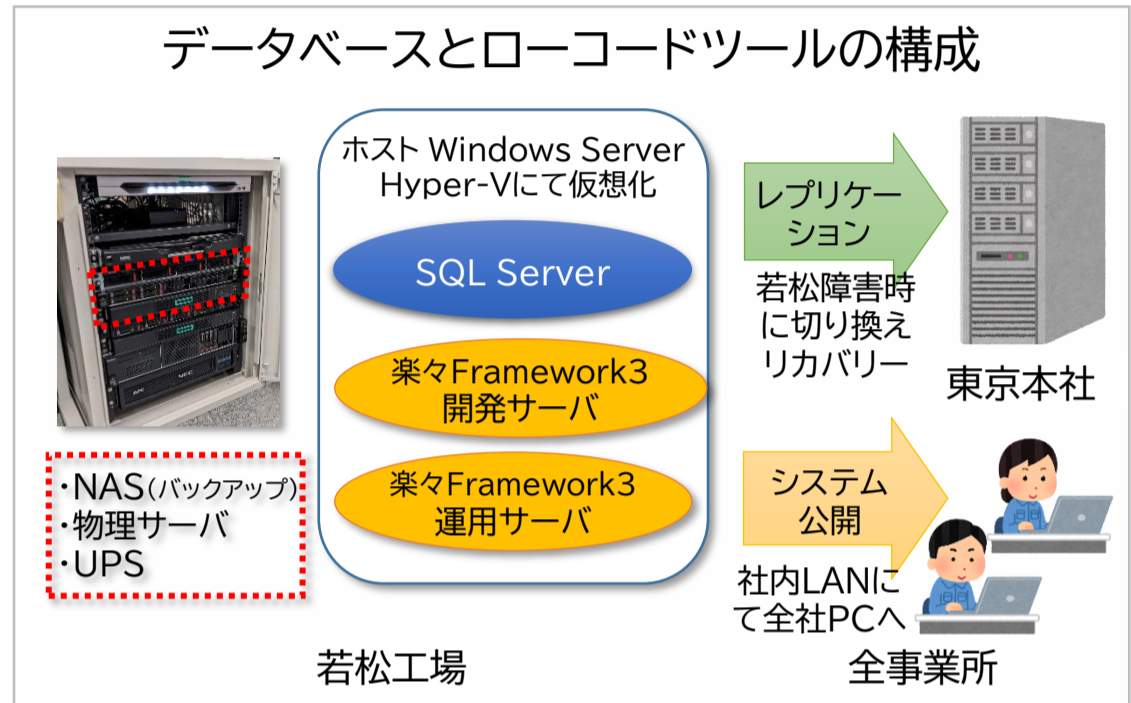 データベースとローコードツールの構成
ホスト Windows Server
Hyper-Vにて仮想化
SQL Server
楽々Framework3
開発サーバ
楽々Framework3
運用サーバ
・NAS(バックアップ)
・物理サーバ
・UPS
若松工場
レプリケー
ション
若松障害時
に切り換え
リカバリー
東京本社
システム
公開
社内LANに
て全社PCへ
全事業所